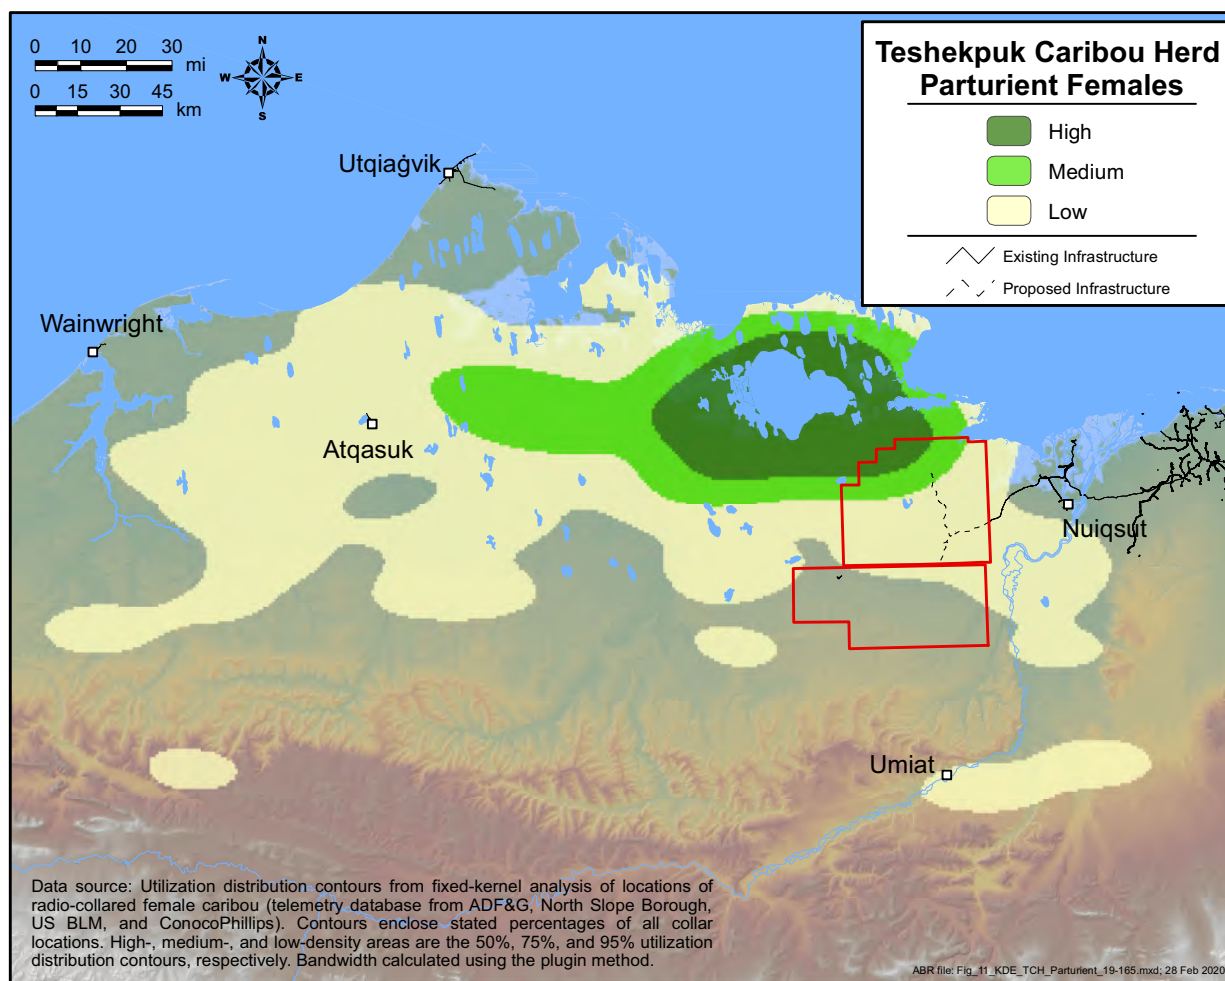 0 10 20 30 mi
0 15 30 45 km
N
W E
S
Teshekpuk Caribou Herd
Parturient Females
High
Medium
Low
Existing Infrastructure
Proposed Infrastructure
Utqiaġvik
Wainwright
Atqasuk
Nuiqsut
Umiat
Data source: Utilization distribution contours from fixed-kernel analysis of locations of
radio-collared female caribou (telemetry database from ADF&G, North Slope Borough,
US BLM, and ConocoPhillips). Contours enclose stated percentages of all collar
locations. High-, medium-, and low-density areas are the 50%, 75%, and 95% utilization
distribution contours, respectively. Bandwidth calculated using the plugin method.
ABR file: Fig_11_KDE_TCH_Parturient_19-165.mxd; 28 Feb 2020